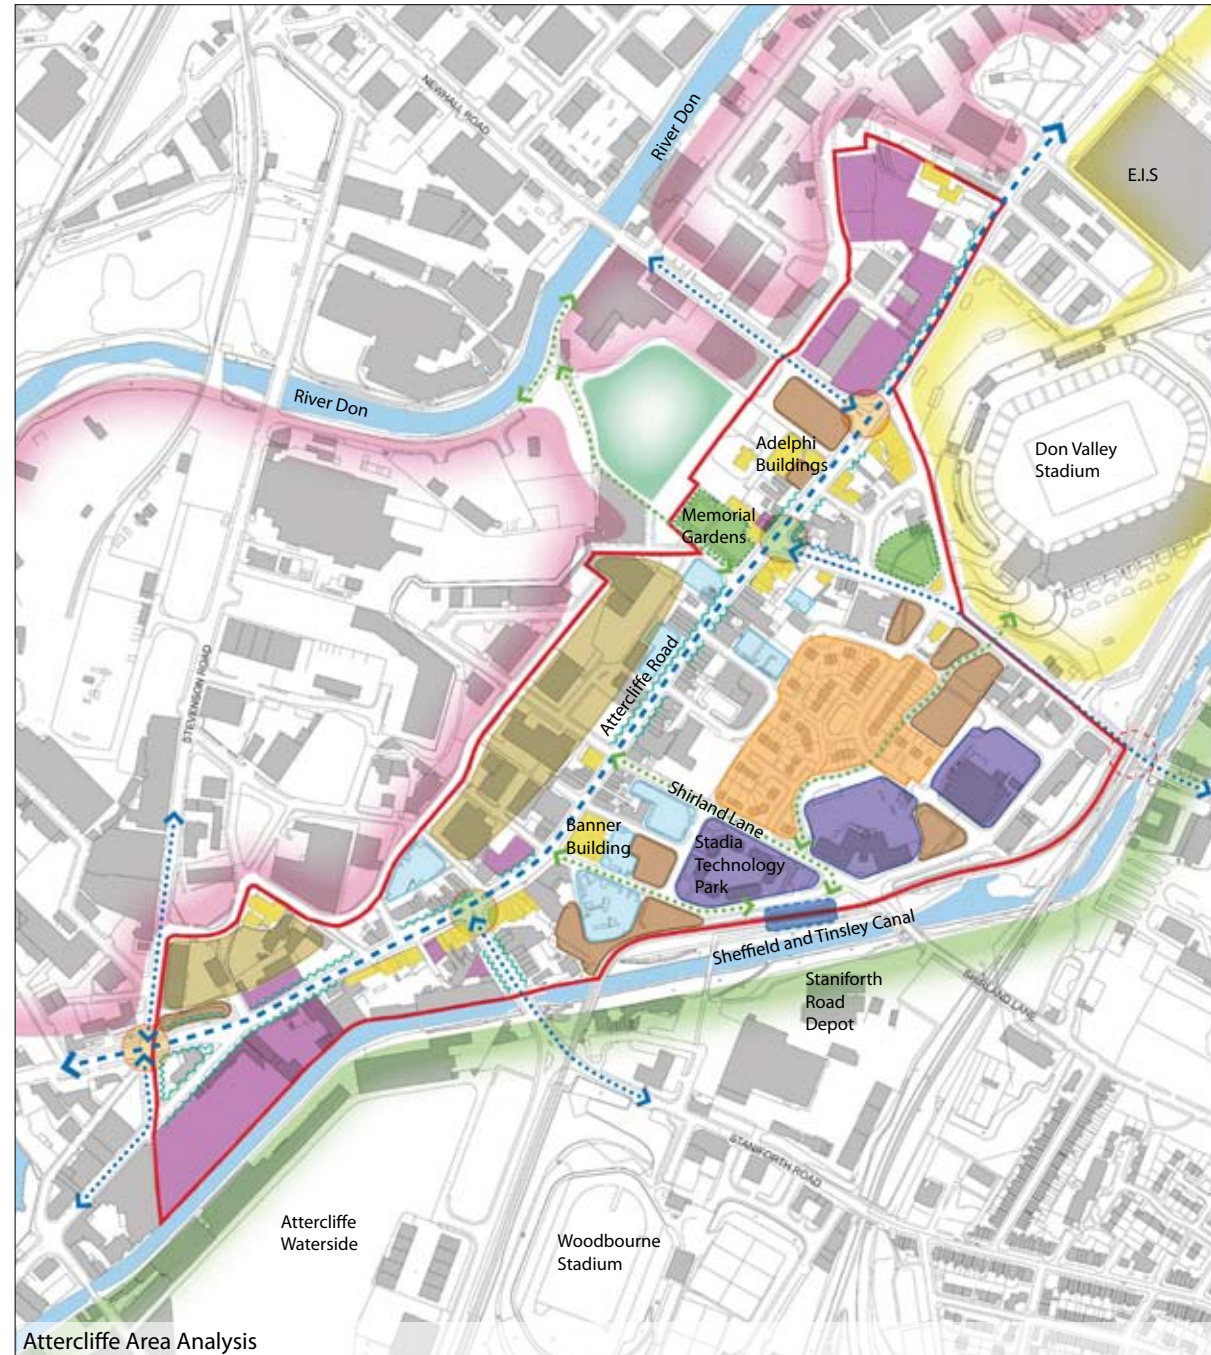 NEWHALL ROAD
River Don
E.I.S
River Don
Adelphi
Buildings
Don Valley
Stadium
Memorial
Gardens
STEVENSON ROAD
Attercliffe Road
Shirland Lane
Banner
Building
Stadia
Technology
Park
Sheffield and Tinsley Canal
Staniforth
Road
Depot
SHIRLAND LANE
STANIFORTH ROAD
Attercliffe
Waterside
Woodbourne
Stadium
Attercliffe Area Analysis